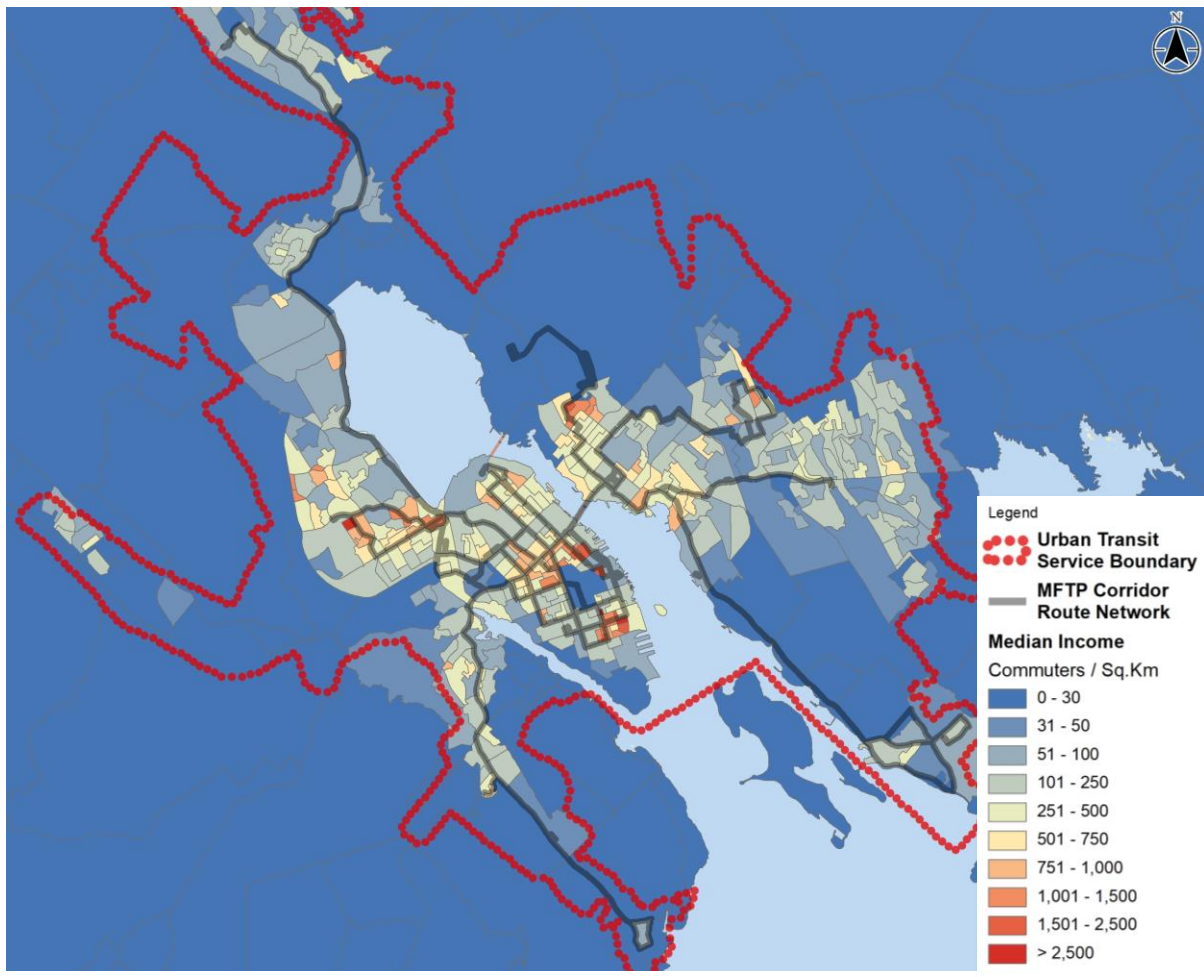 N
Legend
Urban Transit
Service Boundary
MFTP Corridor
Route Network
Median Income
Commuters / Sq.Km
0 - 30
31 - 50
51 - 100
101 - 250
251 - 500
501 - 750
751 - 1,000
1,001 - 1,500
1,501 - 2,500
> 2,500